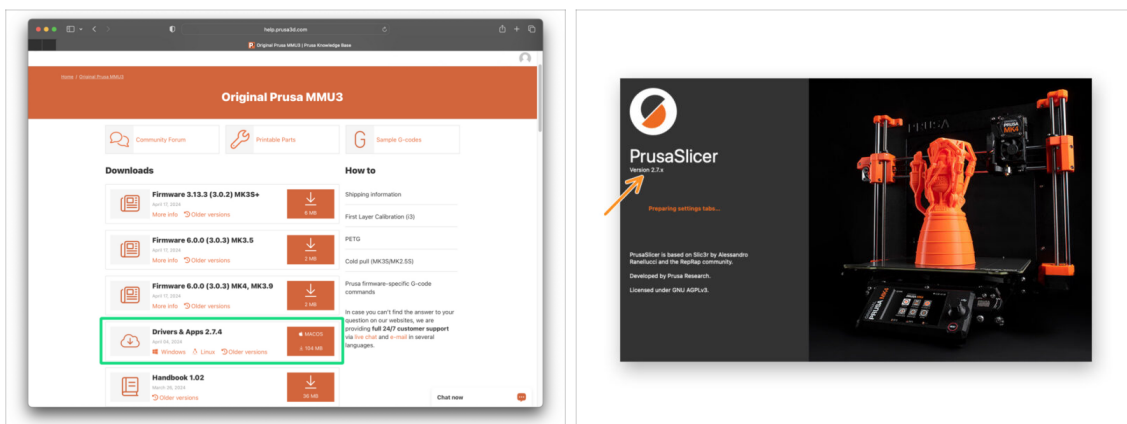 help.prusa3d.com
Original Prusa MMU3 | Prusa Knowledge Base
Home / Original Prusa MMU3
Original Prusa MMU3
Community Forum
Printable Parts
G
Sample G-codes
Downloads
Firmware 3.13.3 (3.0.2) MK3S+
April 17, 2024
More info
Older versions
8 MB
Firmware 6.0.0 (3.0.3) MK3.5
April 17, 2024
More info
Older versions
2 MB
Firmware 6.0.0 (3.0.3) MK4, MK3.9
April 17, 2024
More info
Older versions
2 MB
Drivers & Apps 2.7.4
April 04, 2024
Windows
Linux
Older versions
MACOS
104 MB
Handbook 1.02
March 26, 2024
Older versions
36 MB
How to
Shipping information
First Layer Calibration (i3)
PETG
Cold pull (MK3S/MK2.5S)
Prusa firmware-specific G-code
commands
In case you can't find the answer to your
question on our websites, we are
providing full 24/7 customer support
via live chat and e-mail in several
languages.
Chat now
PrusaSlicer
Version 2.7.x
Preparing settings tabs...
PrusaSlicer is based on Slic3r by Alessandro
Ranellucci and the RepRap community.
Developed by Prusa Research.
Licensed under GNU AGPLv3.
PRUSA
PRUSA
MK4